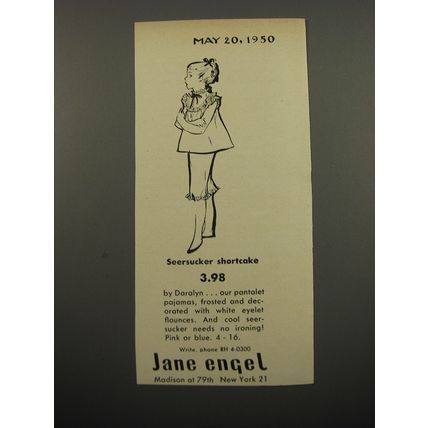 MAY 20, 1950
Seersucker shortcake
3.98
by Daralyn . . . our pantalet
pajamas, frosted and dec-
orated with white eyelet
flounces. And cool seer-
sucker needs no ironing!
Pink or blue. 4 - 16.
Write, phone RH 4-0300
Jane engel
Madison at 79th New York 21